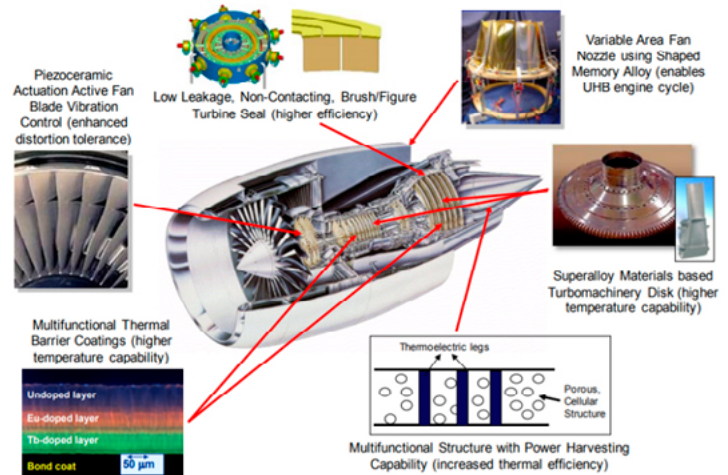 Piezoceramic
Actuation Active Fan
Blade Vibration
Control (enhanced
distortion tolerance)
Low Leakage, Non-Contacting, Brush/Figure
Turbine Seal (higher efficiency)
Variable Area Fan
Nozzle using Shaped
Memory Alloy (enables
UHB engine cycle)
Superalloy Materials based
Turbomachinery Disk (higher
temperature capability)
Multifunctional Thermal
Barrier Coatings (higher
temperature capability)
Undoped layer
Eu-doped layer
Tb-doped layer
Bond coat
50 μm
Thermoelectric legs
Porous,
Cellular
Structure
Multifunctional Structure with Power Harvesting
Capability (increased thermal efficiency)